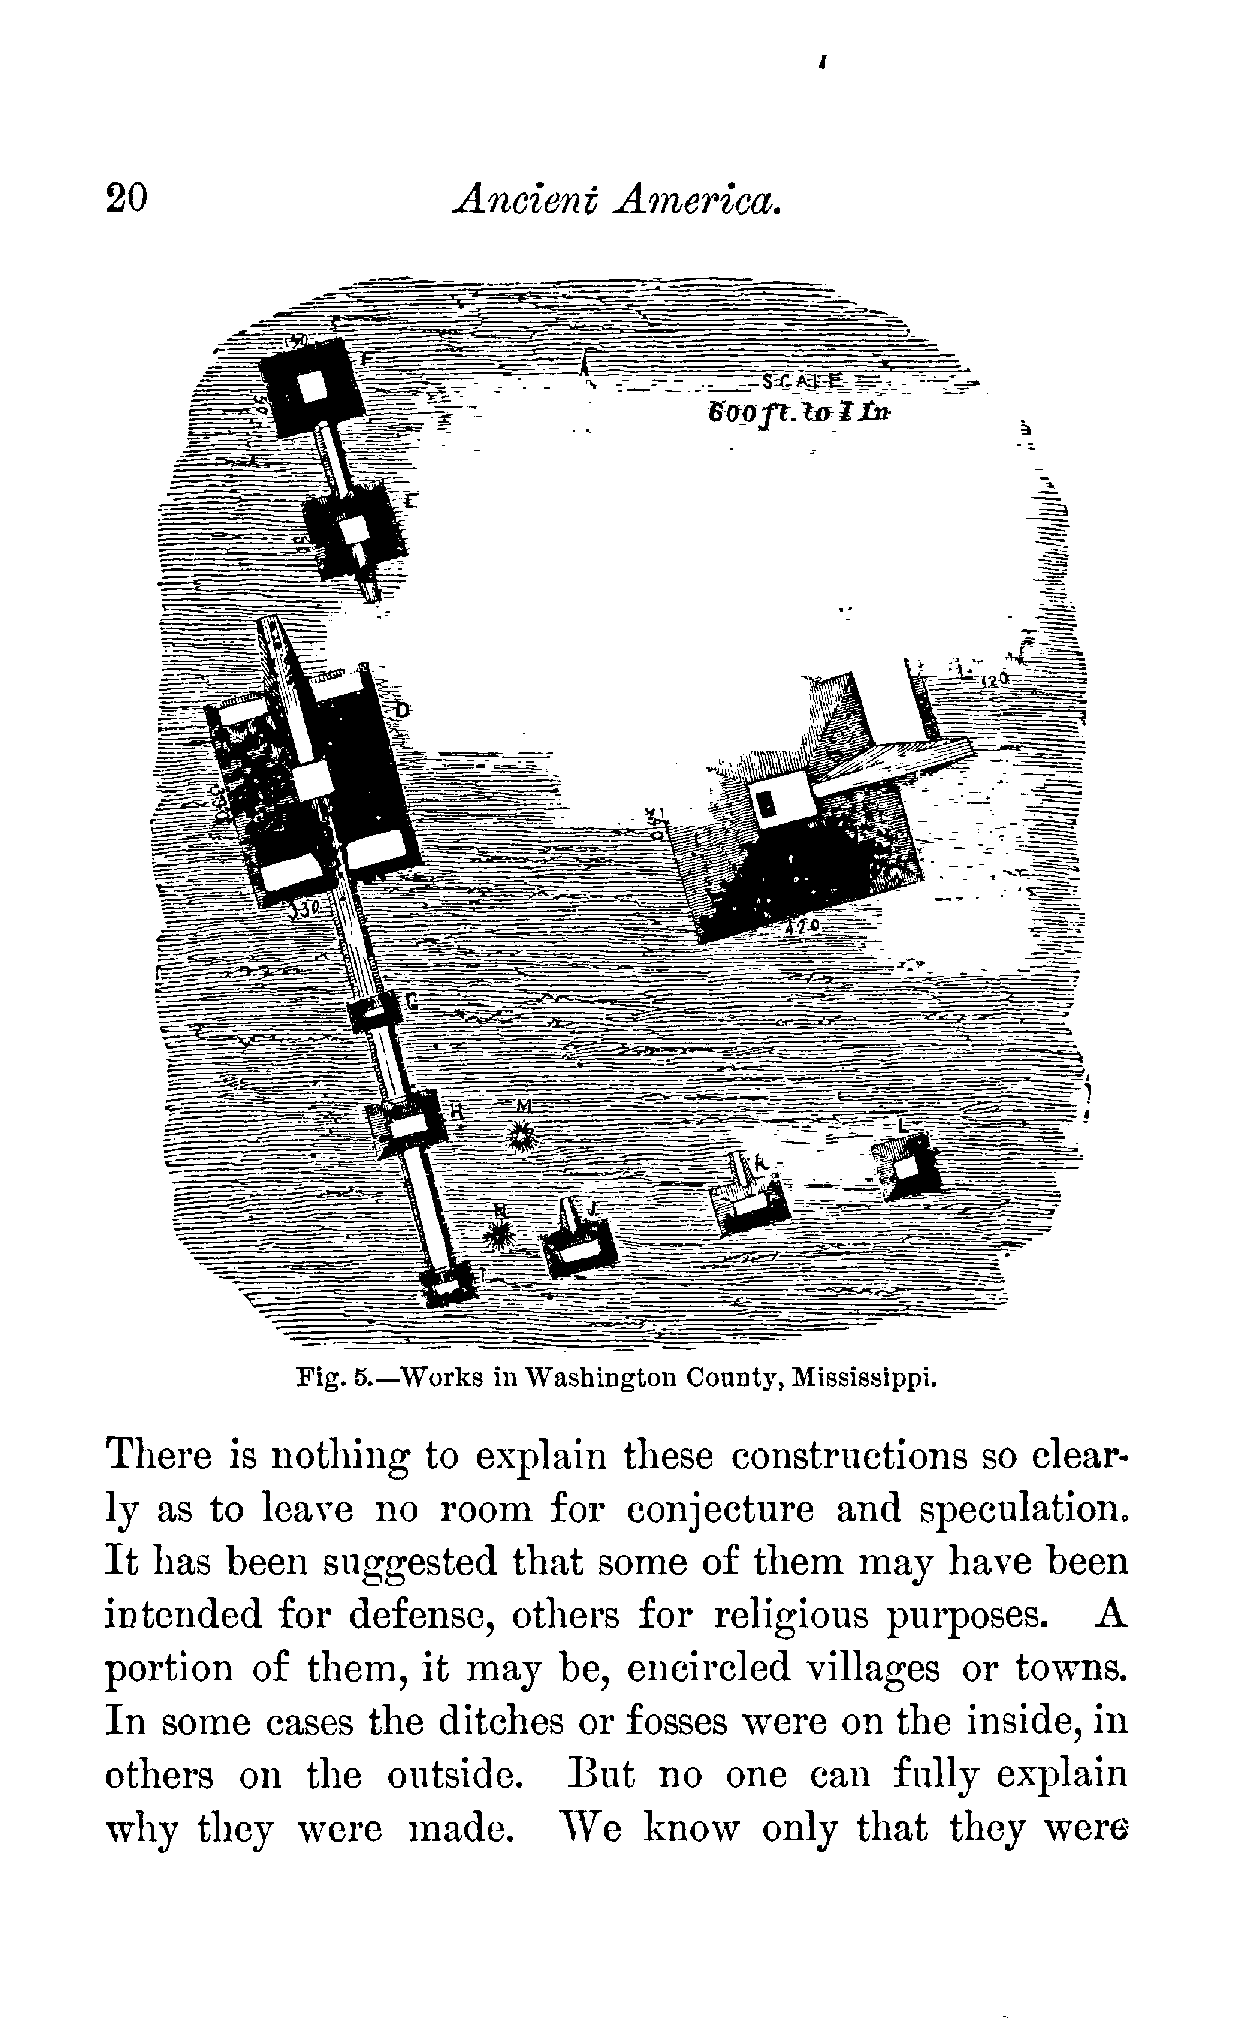 20
Ancient America.
SCALE
600 ft. to 1 In
F
E
D
330
120
420
G
H
M
L
K
J
Fig. 5.—Works in Washington County, Mississippi.
There is nothing to explain these constructions so clear-
ly as to leave no room for conjecture and speculation.
It has been suggested that some of them may have been
intended for defense, others for religious purposes. A
portion of them, it may be, encircled villages or towns.
In some cases the ditches or fosses were on the inside, in
others on the outside. But no one can fully explain
why they were made. We know only that they were